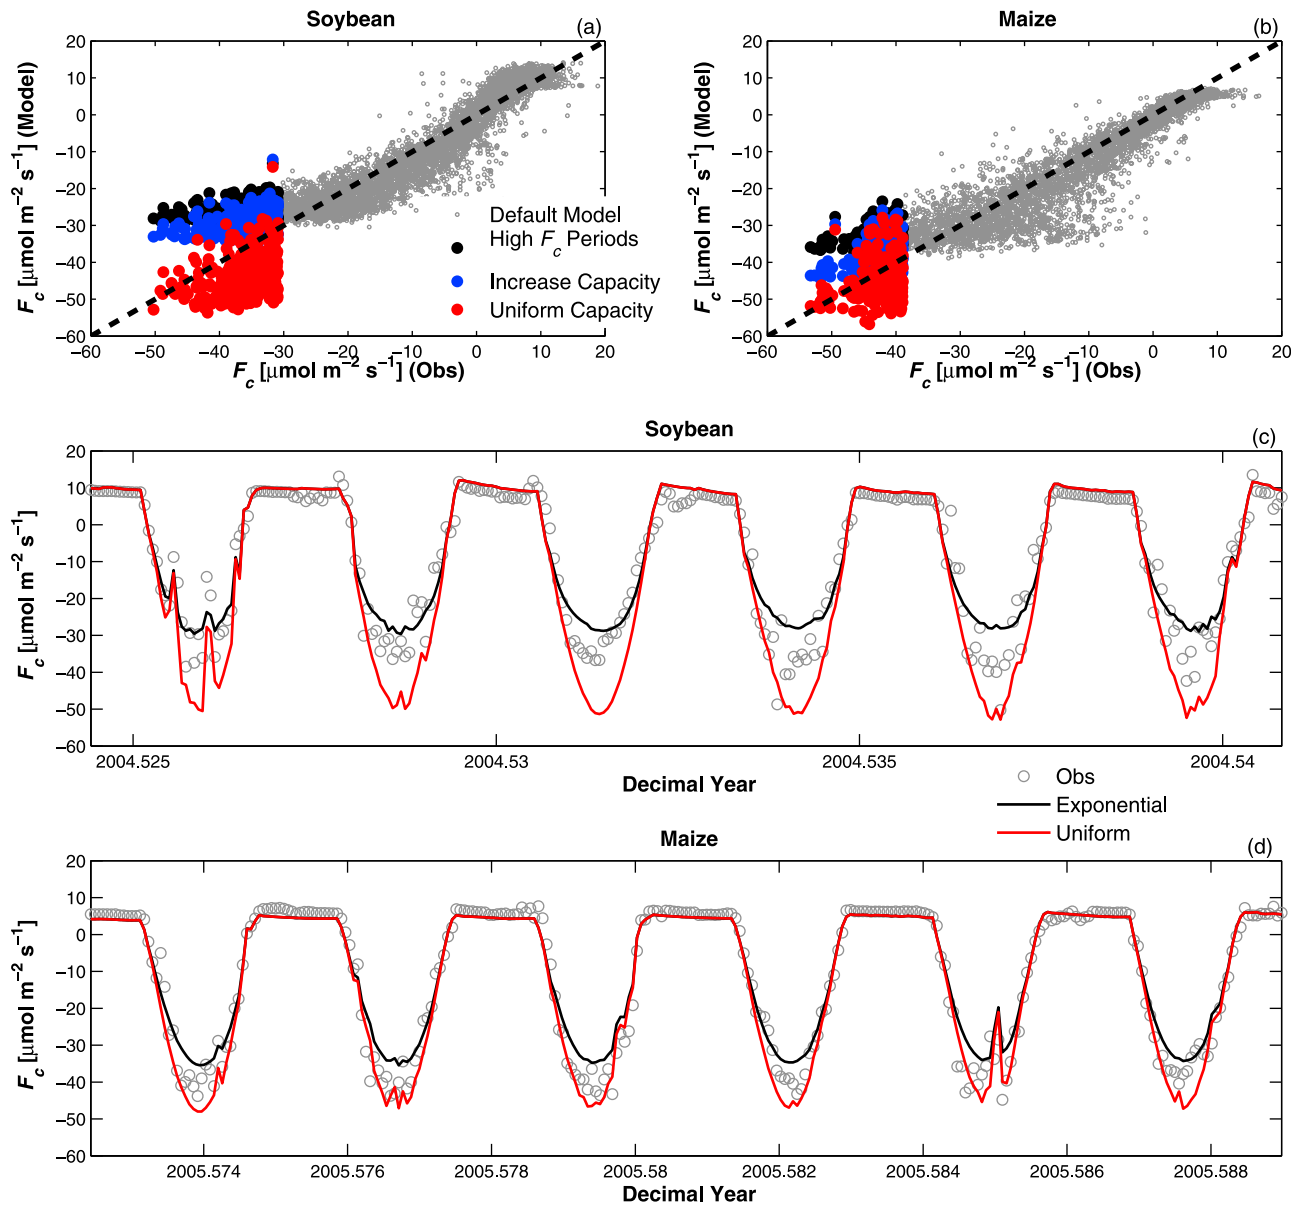 Soybean
(a)
20
10
0
−10
−20
−30
−40
−50
−60
F_c [μmol m⁻² s⁻¹] (Model)
Default Model
High F_c Periods
Increase Capacity
Uniform Capacity
−60 −50 −40 −30 −20 −10 0 10 20
F_c [μmol m⁻² s⁻¹] (Obs)
Maize
(b)
20
10
0
−10
−20
−30
−40
−50
−60
F_c [μmol m⁻² s⁻¹] (Model)
−60 −50 −40 −30 −20 −10 0 10 20
F_c [μmol m⁻² s⁻¹] (Obs)
Soybean
(c)
20
10
0
−10
−20
−30
−40
−50
−60
F_c [μmol m⁻² s⁻¹]
2004.525 2004.53 2004.535 2004.54
Decimal Year
Obs
Exponential
Uniform
Maize
(d)
20
10
0
−10
−20
−30
−40
−50
−60
F_c [μmol m⁻² s⁻¹]
2005.574 2005.576 2005.578 2005.58 2005.582 2005.584 2005.586 2005.588
Decimal Year